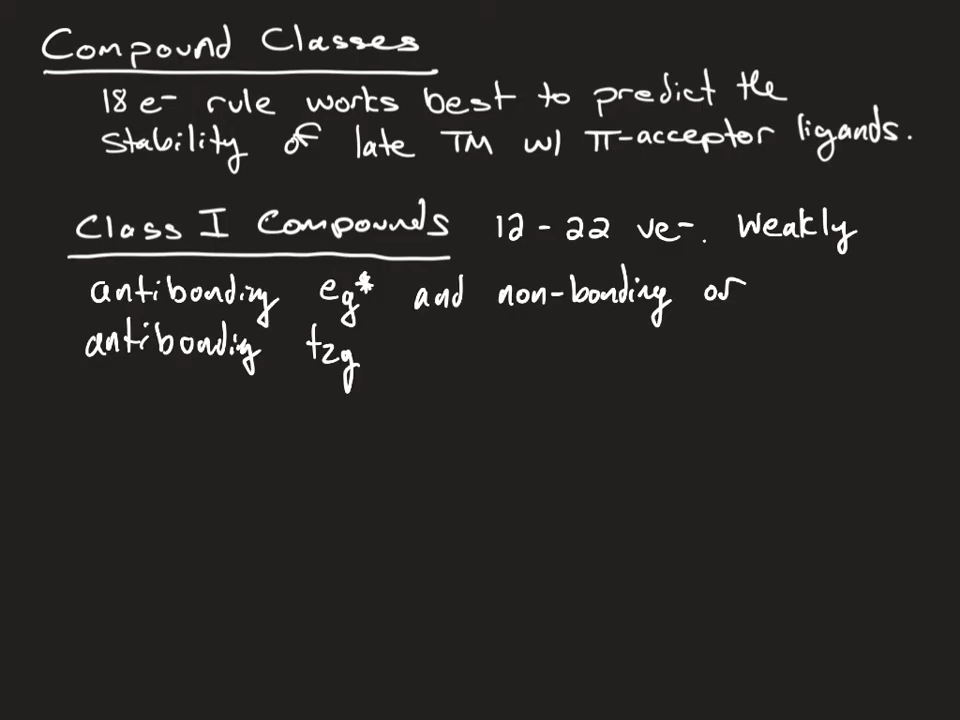 Compound Classes
18 e- rule works best to predict the
stability of late TM w/ π-acceptor ligands.
Class I Compounds 12 - 22 ve-. Weakly
antibonding eg* and non-bonding or
antibonding t2g